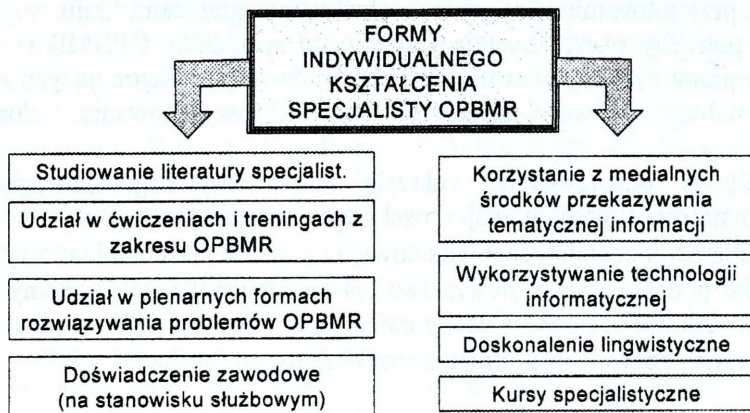 FORMY
INDYWIDUALNEGO
KSZTAŁCENIA
SPECJALISTY OPBMR
Studiowanie literatury specjalist.
Udział w ćwiczeniach i treningach z
zakresu OPBMR
Udział w plenarnych formach
rozwiązywania problemów OPBMR
Doświadczenie zawodowe
(na stanowisku służbowym)
Korzystanie z medialnych
środków przekazywania
tematycznej informacji
Wykorzystywanie technologii
informatycznej
Doskonalenie lingwistyczne
Kursy specjalistyczne